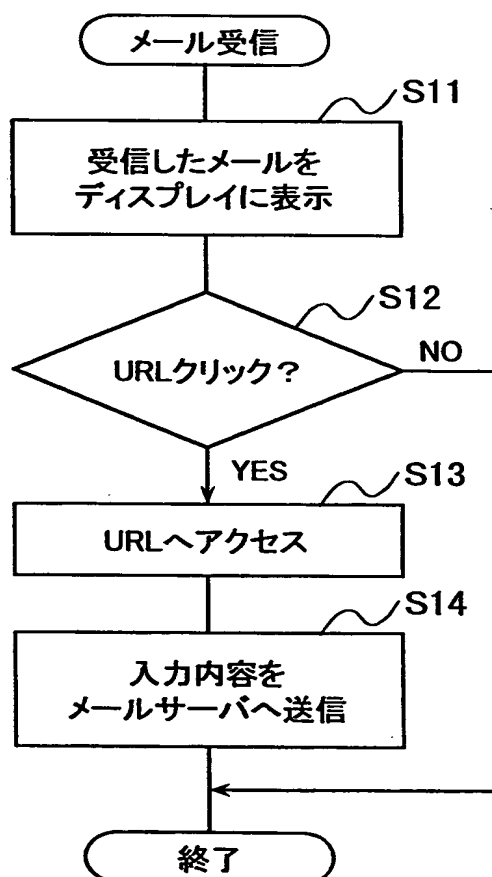 メール受信
S11
受信したメールを
ディスプレイに表示
S12
URLクリック？
NO
YES
S13
URLへアクセス
S14
入力内容を
メールサーバへ送信
終了